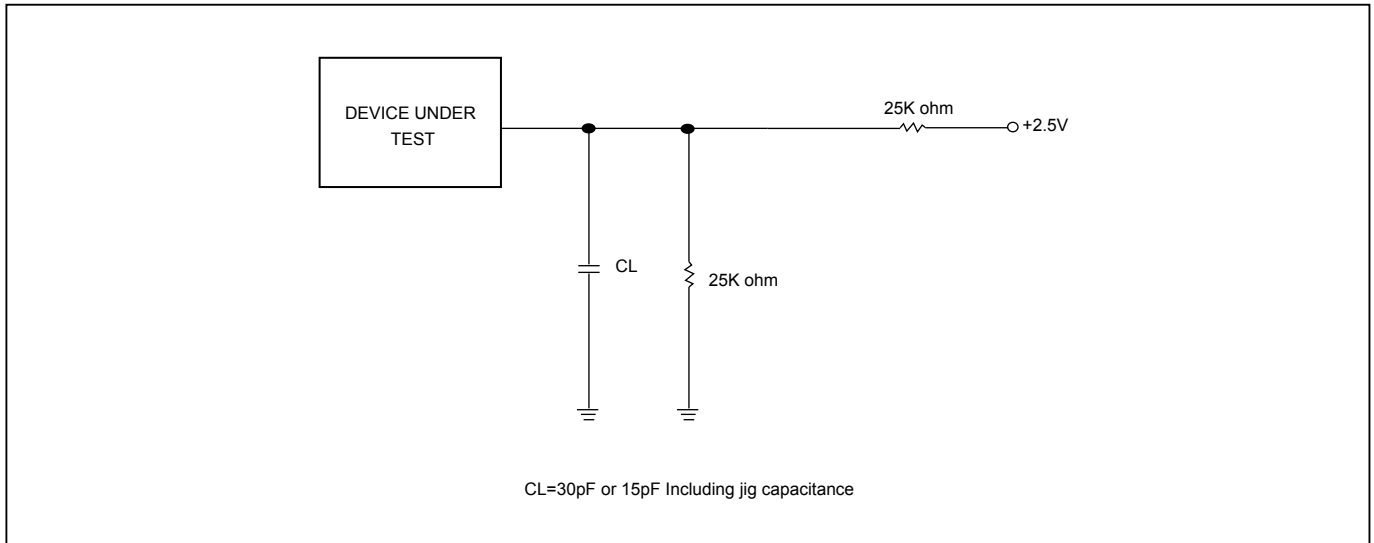 DEVICE UNDER
TEST
25K ohm
+2.5V
CL
25K ohm
CL=30pF or 15pF Including jig capacitance